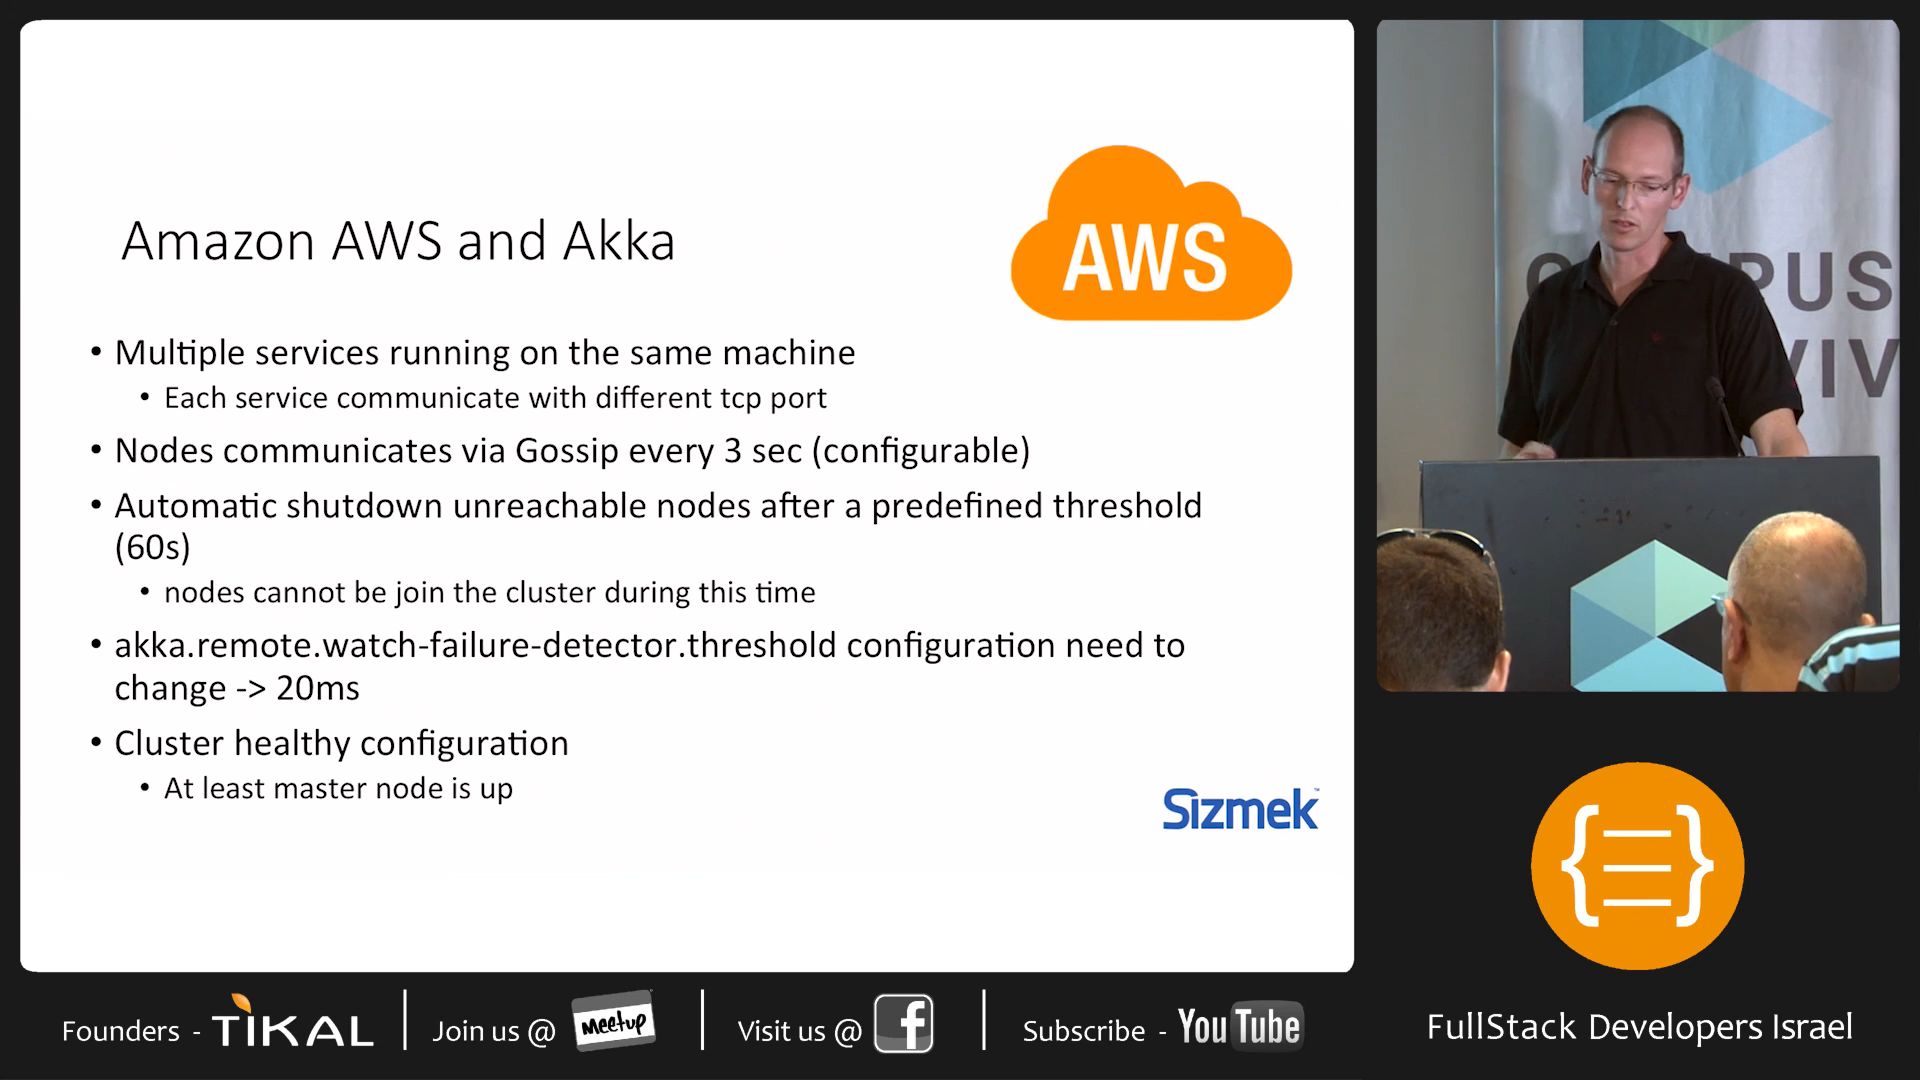 Amazon AWS and Akka
AWS
• Multiple services running on the same machine
• Each service communicate with different tcp port
• Nodes communicates via Gossip every 3 sec (configurable)
• Automatic shutdown unreachable nodes after a predefined threshold
(60s)
• nodes cannot be join the cluster during this time
• akka.remote.watch-failure-detector.threshold configuration need to
change -> 20ms
• Cluster healthy configuration
• At least master node is up
Sizmek
Founders - TIKAL
Join us @ Meetup
Visit us @ f
Subscribe - YouTube
FullStack Developers Israel